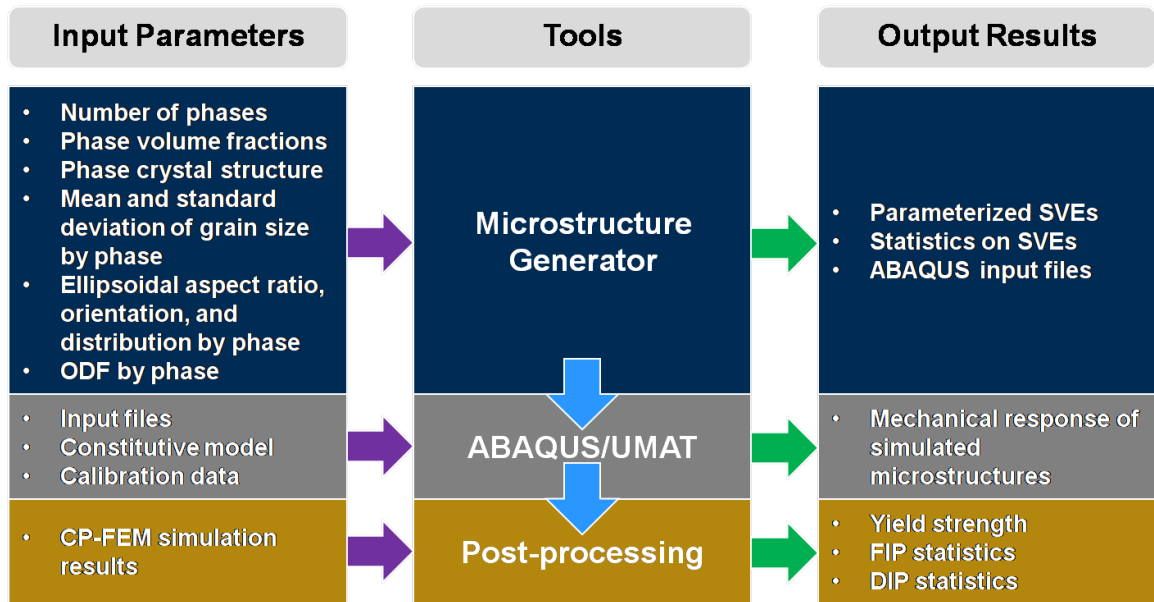 Input Parameters
Tools
Output Results
• Number of phases
• Phase volume fractions
• Phase crystal structure
• Mean and standard
deviation of grain size
by phase
• Ellipsoidal aspect ratio,
orientation, and
distribution by phase
• ODF by phase
Microstructure
Generator
• Parameterized SVEs
• Statistics on SVEs
• ABAQUS input files
• Input files
• Constitutive model
• Calibration data
ABAQUS/UMAT
• Mechanical response of
simulated
microstructures
• CP-FEM simulation
results
Post-processing
• Yield strength
• FIP statistics
• DIP statistics